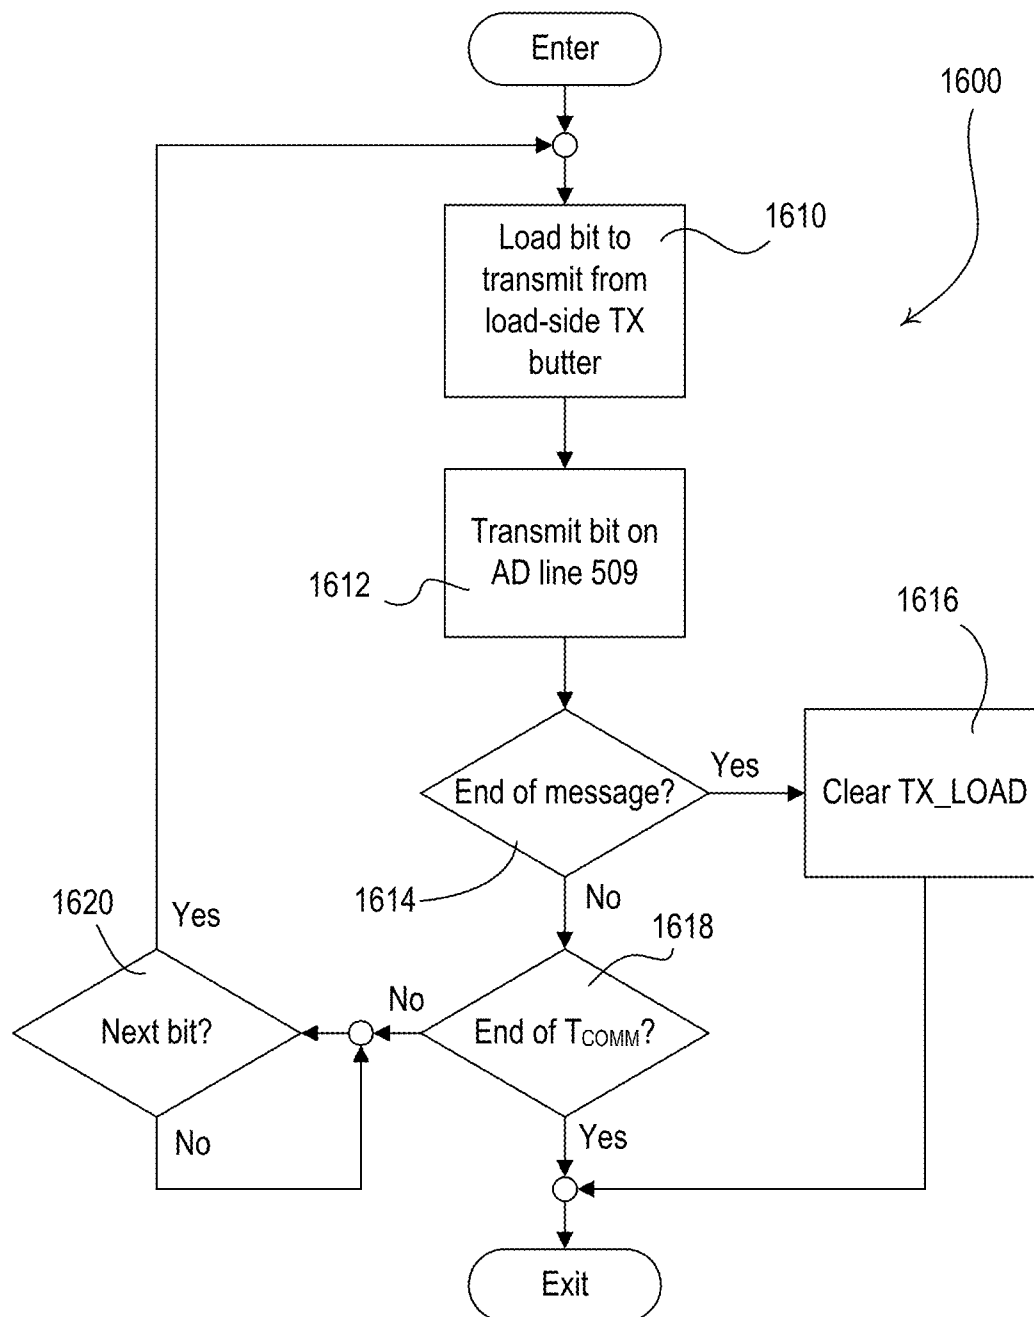 Enter
1600
1610
Load bit to
transmit from
load-side TX
butter
Transmit bit on
AD line 509
1612
1616
End of message?
Yes
Clear TX_LOAD
1614
No
1620
Yes
1618
Next bit?
No
End of TCOMM?
No
Yes
Exit